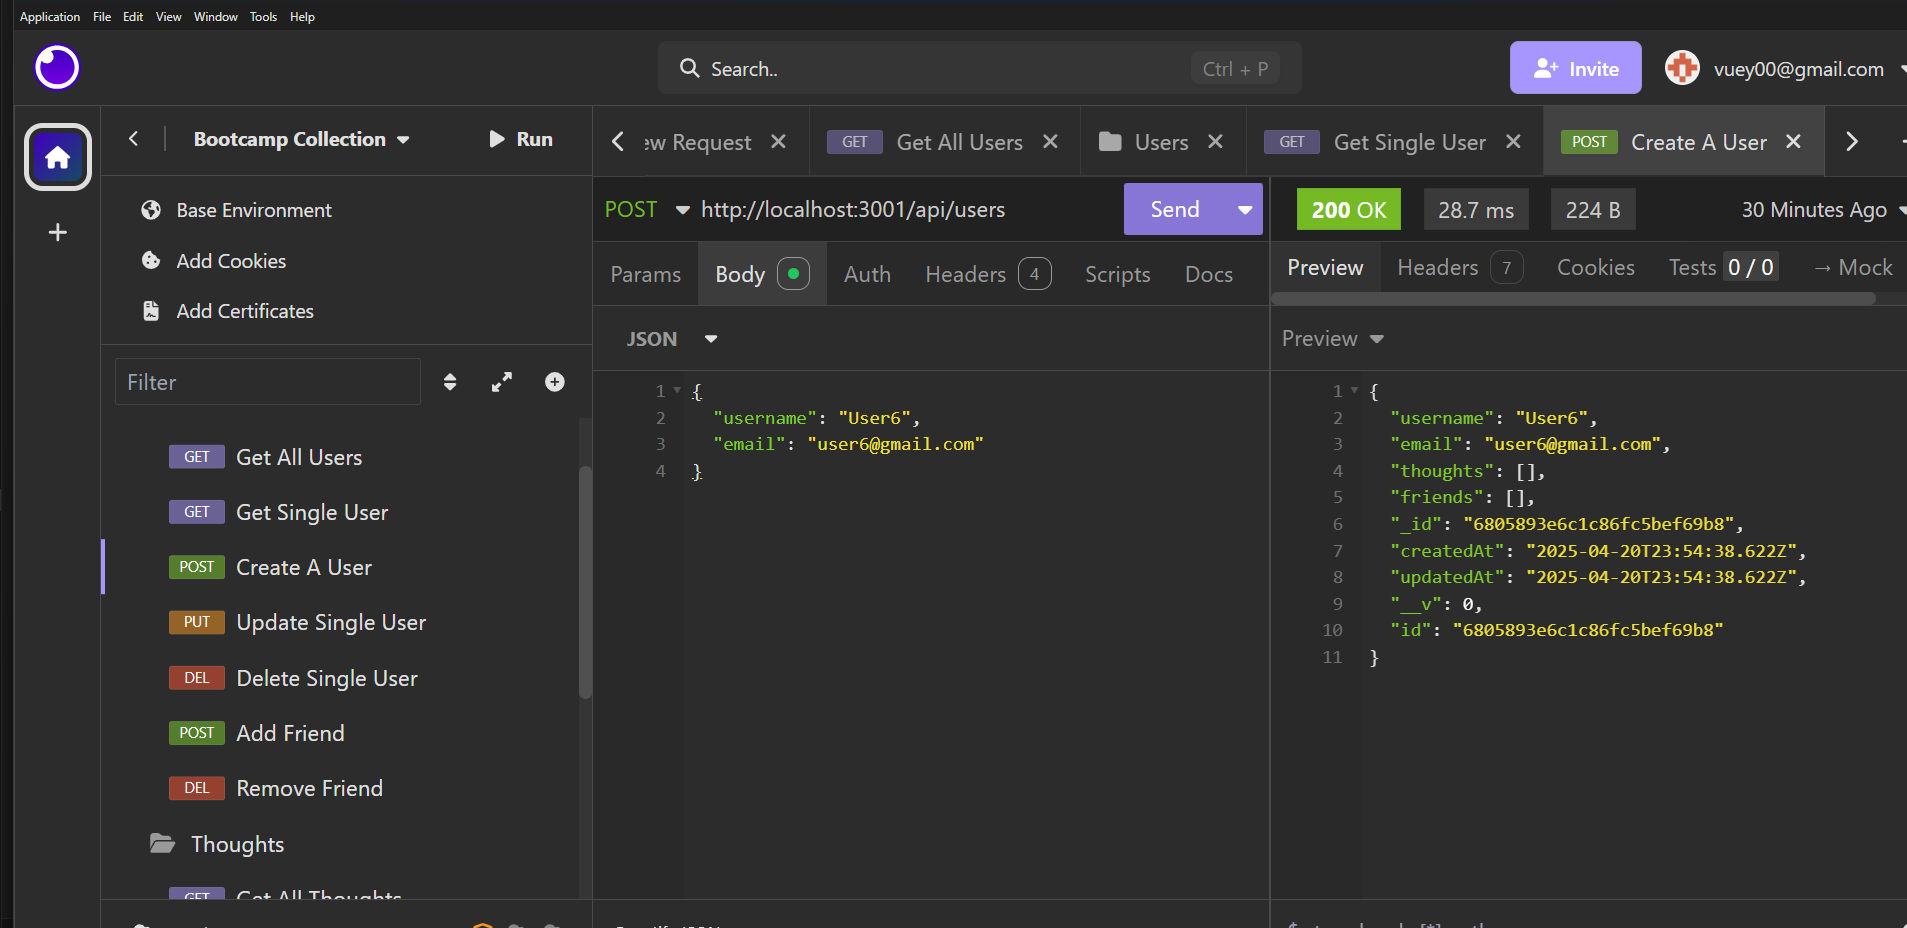 Application File Edit View Window Tools Help
Search.. Ctrl + P Invite vuey00@gmail.com
Bootcamp Collection Run
Base Environment
Add Cookies
Add Certificates
Filter
GET Get All Users
GET Get Single User
POST Create A User
PUT Update Single User
DEL Delete Single User
POST Add Friend
DEL Remove Friend
Thoughts
GET Get All Thoughts
Request GET Get All Users Users GET Get Single User POST Create A User
POST http://localhost:3001/api/users Send
Params Body Auth Headers 4 Scripts Docs
JSON
1 {
2 "username": "User6",
3 "email": "user6@gmail.com"
4 }
200 OK 28.7 ms 224 B 30 Minutes Ago
Preview Headers 7 Cookies Tests 0 / 0 → Mock
Preview
1 {
2 "username": "User6",
3 "email": "user6@gmail.com",
4 "thoughts": [],
5 "friends": [],
6 "_id": "6805893e6c1c86fc5bef69b8",
7 "createdAt": "2025-04-20T23:54:38.622Z",
8 "updatedAt": "2025-04-20T23:54:38.622Z",
9 "__v": 0,
10 "id": "6805893e6c1c86fc5bef69b8"
11 }